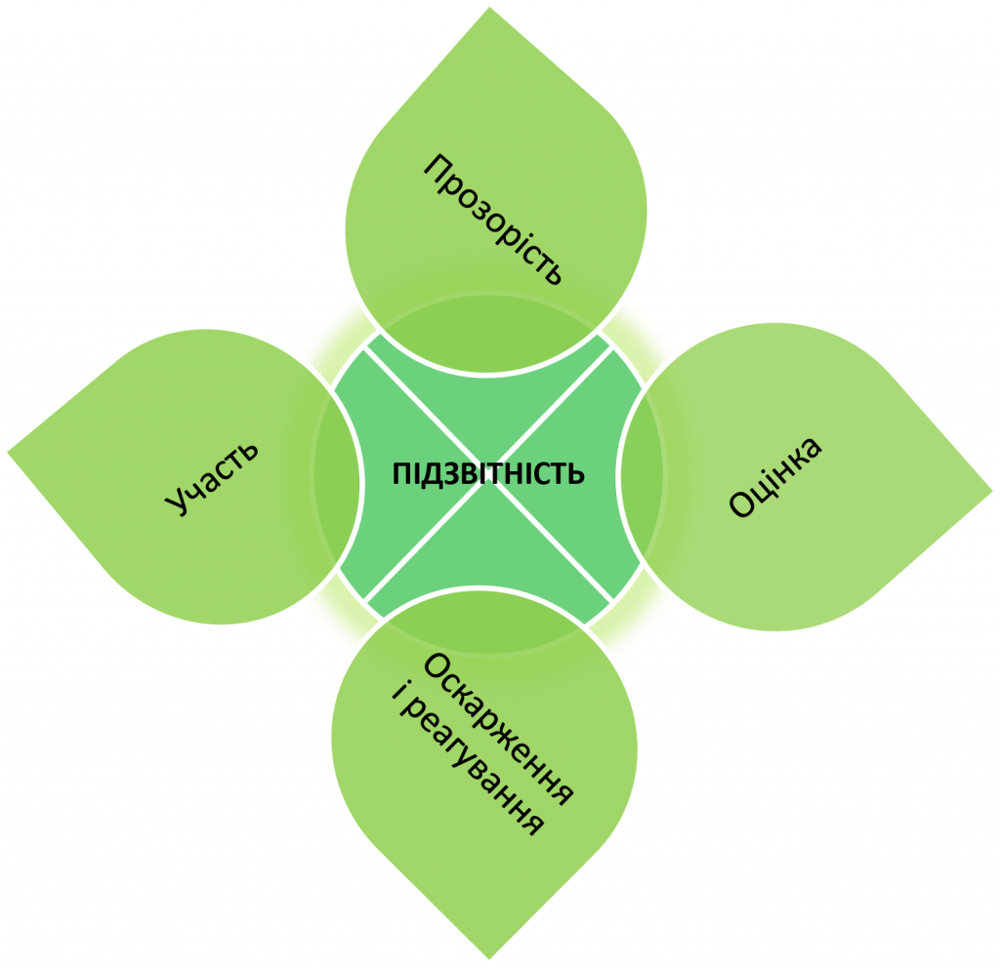 Прозорість
Участь
ПІДЗВІТНІСТЬ
Оцінка
Оскарження
і реагування